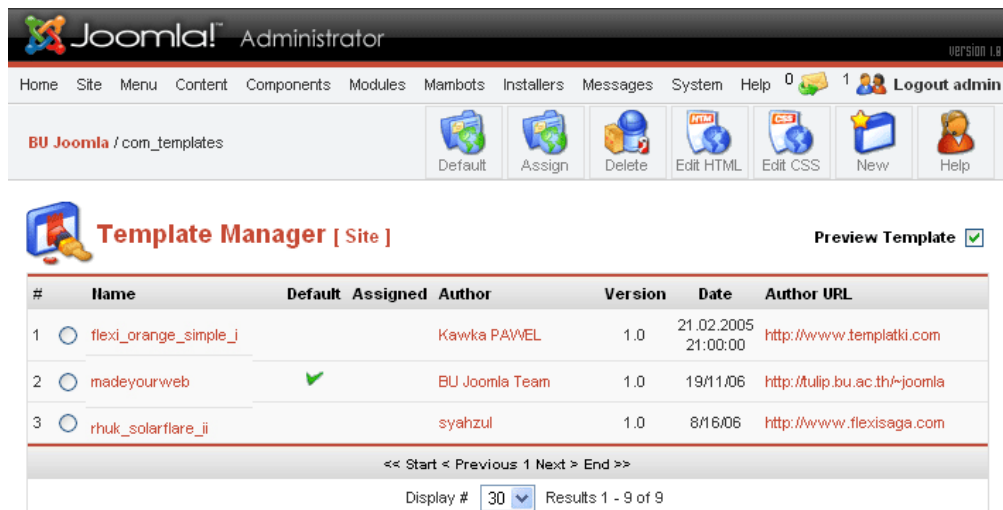 Joomla!™ Administrator
version 1.0
Home Site Menu Content Components Modules Mambots Installers Messages System Help 0 1 Logout admin
BU Joomla / com_templates
Default Assign Delete Edit HTML Edit CSS New Help
Template Manager [ Site ]
Preview Template
# Name Default Assigned Author Version Date Author URL
1 flexi_orange_simple_i Kawka PAWEL 1.0 21.02.2005 21:00:00 http://www.templatki.com
2 madeyourweb BU Joomla Team 1.0 19/11/06 http://tulip.bu.ac.th/~joomla
3 rhuk_solarflare_ii syahzul 1.0 8/16/06 http://www.flexisaga.com
<< Start < Previous 1 Next > End >>
Display # 30 Results 1 - 9 of 9